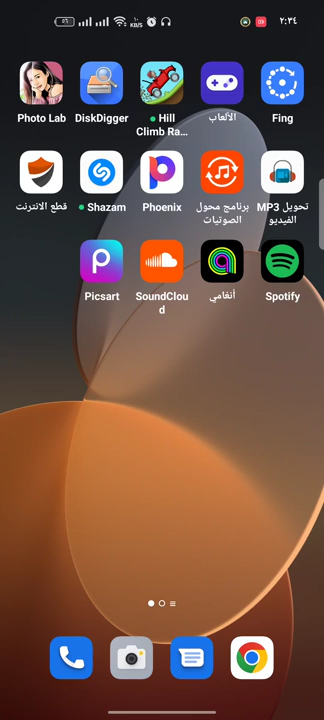 ٢:٣٤
Photo Lab
DiskDigger
Hill
Climb Ra...
الألعاب
Fing
قطع الانترنت
Shazam
Phoenix
برنامج محول
الصوتيات
تحويل MP3
الفيديو
Picsart
SoundClou
d
أنغامي
Spotify